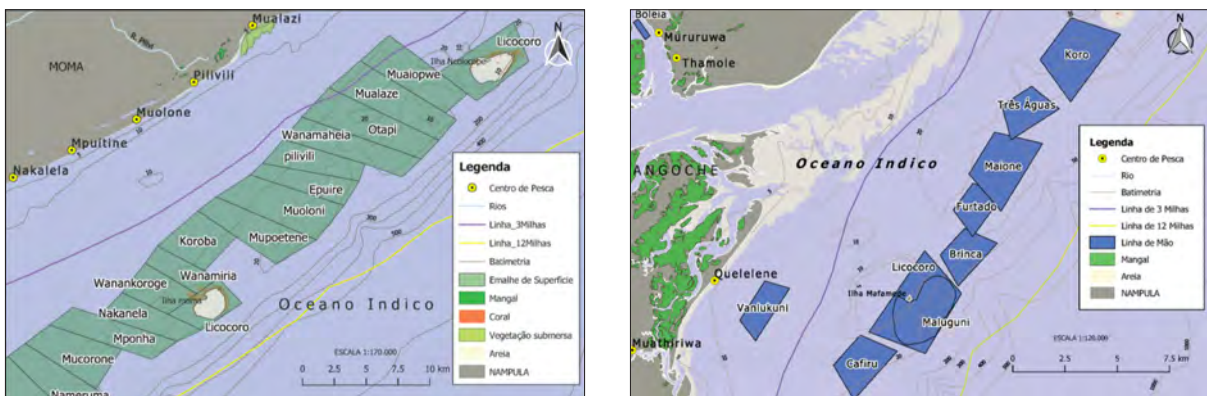 Mualazi
R. Pilivi
MOMA
Pilivili
Muolone
Mpuitine
Nakalela
Licocoro
Muaiopwe
Mualaze
Otapi
Wanamaheia
pilivili
Epuire
Muoloni
Mupoetene
Koroba
Wanamiria
Wanankoroge
Ilha moma
Nakanela
Licocoro
Mponha
Mucorone
Nameruma
Oceano Indico
N
Legenda
Centro de Pesca
Rios
Linha_3Milhas
Linha_12Milhas
Batimetria
Emalhe de Superfície
Mangal
Coral
Vegetação submersa
Areia
NAMPULA
ESCALA 1:170.000
0 5 10 km
Boleia
Mururuwa
Thamole
Koro
Três Águas
Oceano Indico
Maione
ANGOCHE
Furtado
Brinca
Quelelene
Licocoro
Ilha Mafamede
Vanlukuni
Maluguni
Muathiriwa
Cafiru
N
Legenda
Centro de Pesca
Rio
Batimetria
Linha de 3 Milhas
Linha de 12 Milhas
Linha de Mão
Mangal
Areia
NAMPULA
ESCALA 1:120.000
0 2.5 5 7.5 km